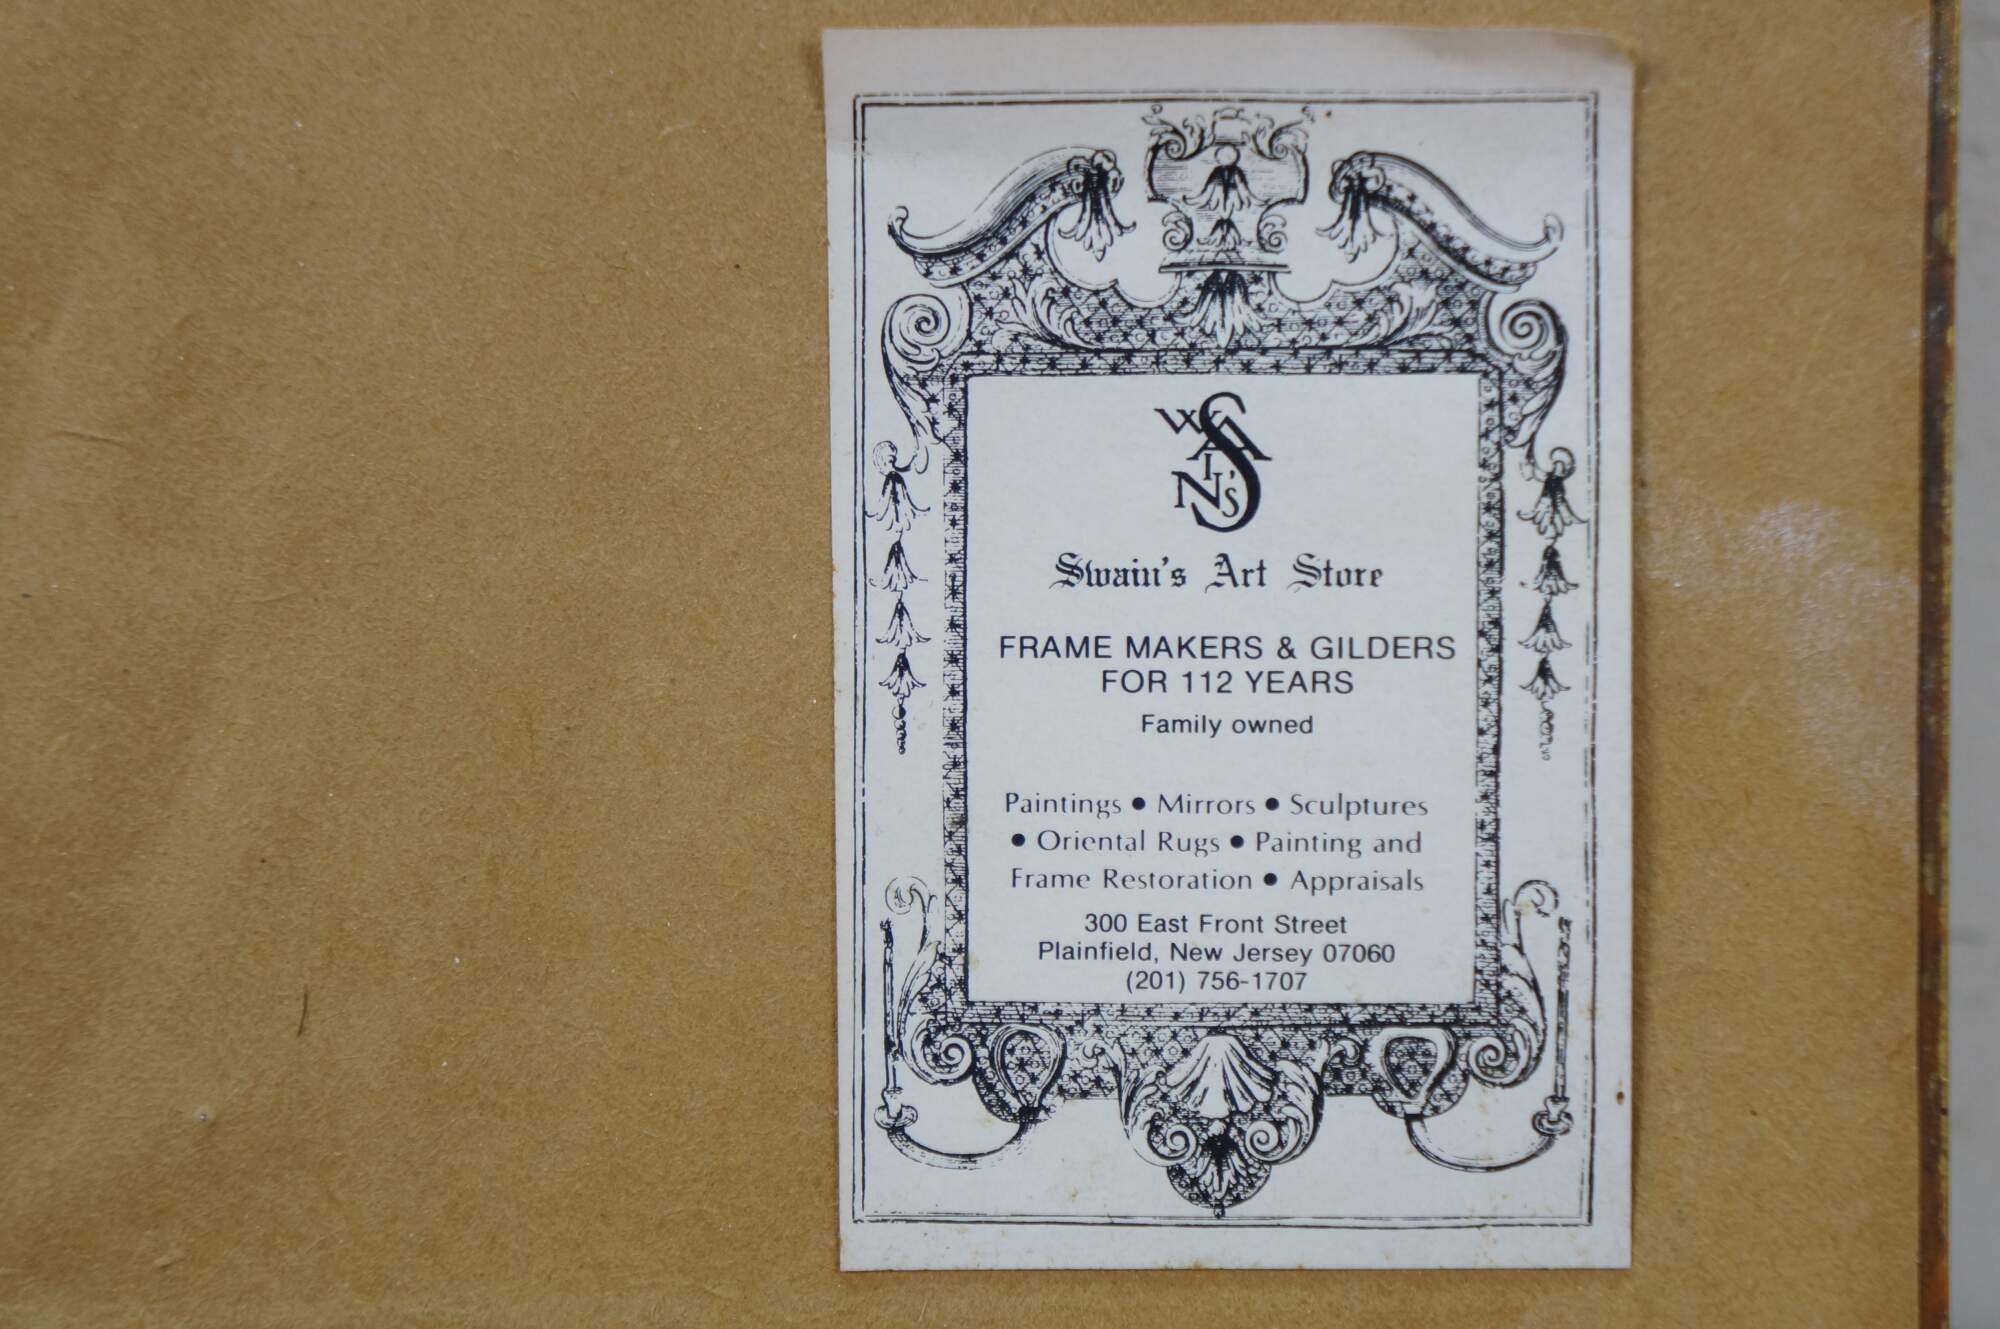 SWAIN'S
Swain's Art Store
FRAME MAKERS & GILDERS
FOR 112 YEARS
Family owned
Paintings ● Mirrors ● Sculptures
● Oriental Rugs ● Painting and
Frame Restoration ● Appraisals
300 East Front Street
Plainfield, New Jersey 07060
(201) 756-1707